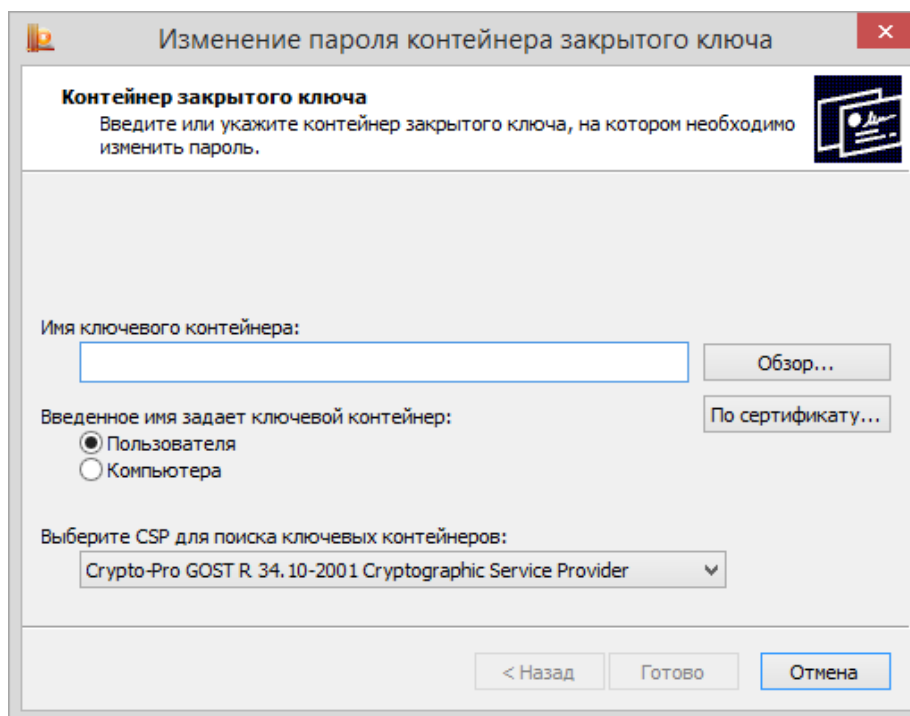 Изменение пароля контейнера закрытого ключа
Контейнер закрытого ключа
Введите или укажите контейнер закрытого ключа, на котором необходимо
изменить пароль.
Имя ключевого контейнера:
Обзор...
Введенное имя задает ключевой контейнер:
По сертификату...
Пользователя
Компьютера
Выберите CSP для поиска ключевых контейнеров:
Crypto-Pro GOST R 34.10-2001 Cryptographic Service Provider
< Назад
Готово
Отмена